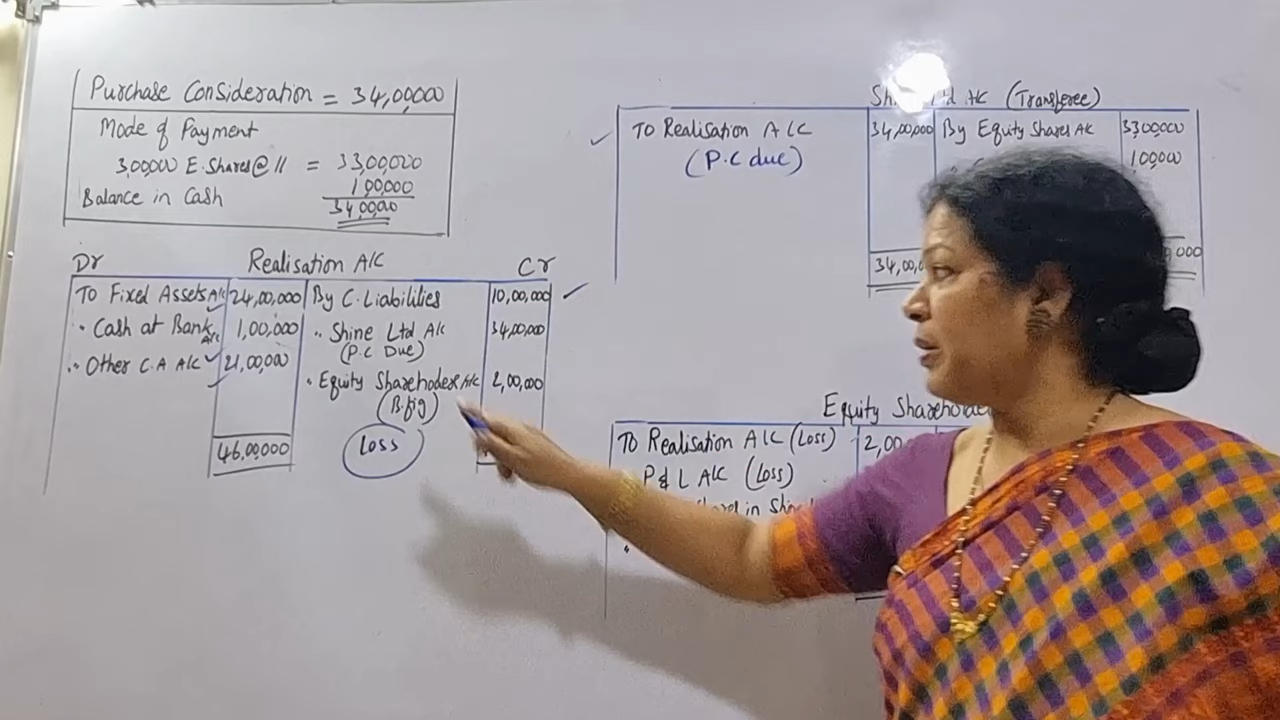 Purchase Consideration = 34,00,000
Mode of Payment
3,00,000 E. Shares @ 11 = 33,00,000
1,00,000
Balance in Cash
34,00,000
Dr Realisation A/C Cr
To Fixed Assets A/c 24,00,000 By C. Liabilities 10,00,000
" Cash at Bank A/c 1,00,000 " Shine Ltd A/c 34,00,000
(P.C Due)
" Other C.A A/C 21,00,000
" Equity Shareholders A/c 2,00,000
(B.fig)
Loss
46,00,000
Ltd A/C (Transferee)
To Realisation A/C 34,00,000 By Equity Shares A/C 33,00,000
(P.C due) 1,00,000
34,00,0
Equity Sharehol
To Realisation A/C (Loss) 2,00
P & L A/C (Loss)
in Shin